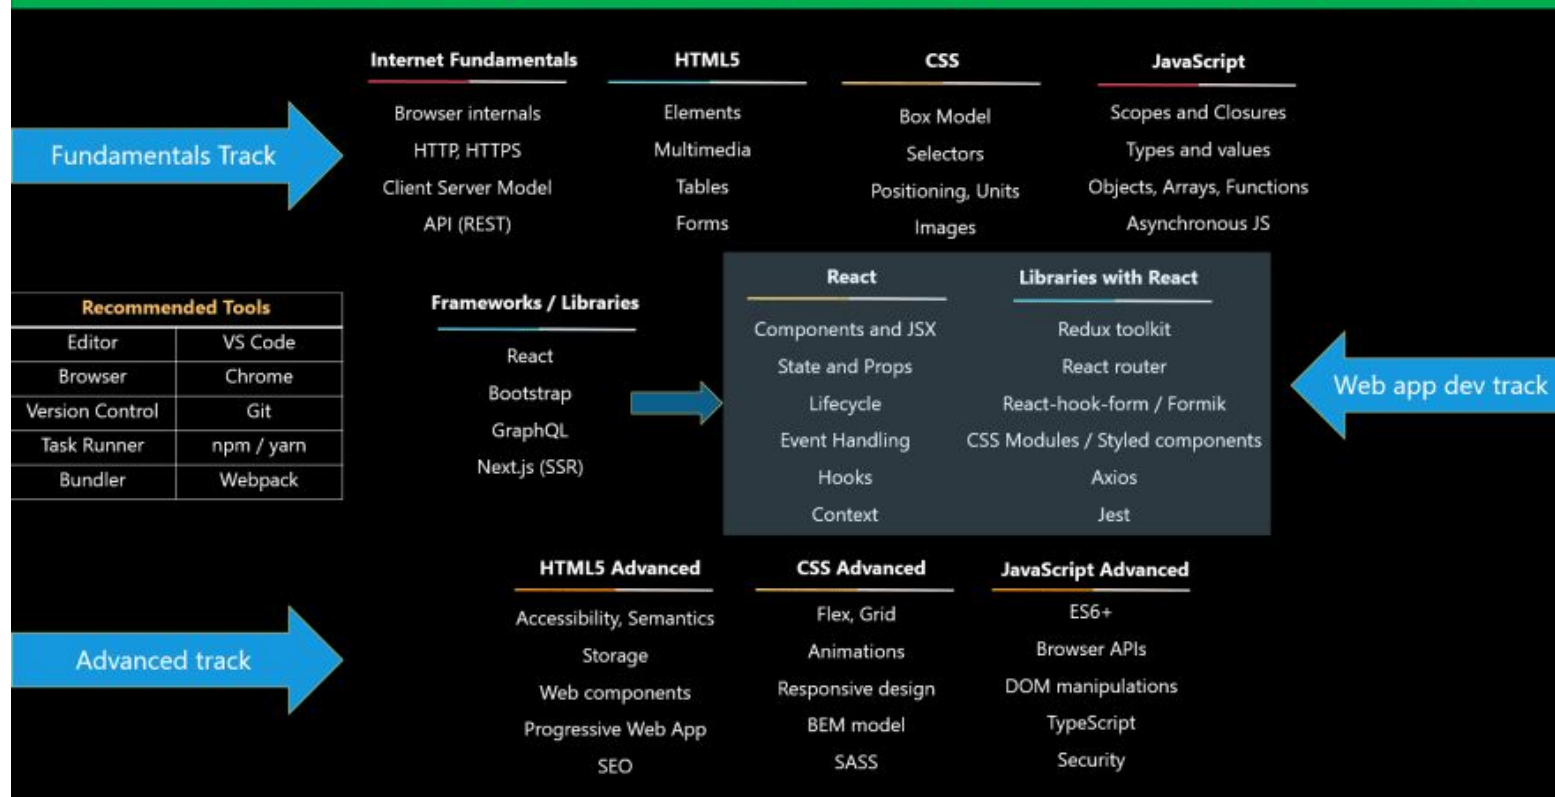 Fundamentals Track
Internet Fundamentals
Browser internals
HTTP, HTTPS
Client Server Model
API (REST)
HTML5
Elements
Multimedia
Tables
Forms
CSS
Box Model
Selectors
Positioning, Units
Images
JavaScript
Scopes and Closures
Types and values
Objects, Arrays, Functions
Asynchronous JS
Recommended Tools
Editor VS Code
Browser Chrome
Version Control Git
Task Runner npm / yarn
Bundler Webpack
Frameworks / Libraries
React
Bootstrap
GraphQL
Next.js (SSR)
React
Components and JSX
State and Props
Lifecycle
Event Handling
Hooks
Context
Libraries with React
Redux toolkit
React router
React-hook-form / Formik
CSS Modules / Styled components
Axios
Jest
Web app dev track
Advanced track
HTML5 Advanced
Accessibility, Semantics
Storage
Web components
Progressive Web App
SEO
CSS Advanced
Flex, Grid
Animations
Responsive design
BEM model
SASS
JavaScript Advanced
ES6+
Browser APIs
DOM manipulations
TypeScript
Security